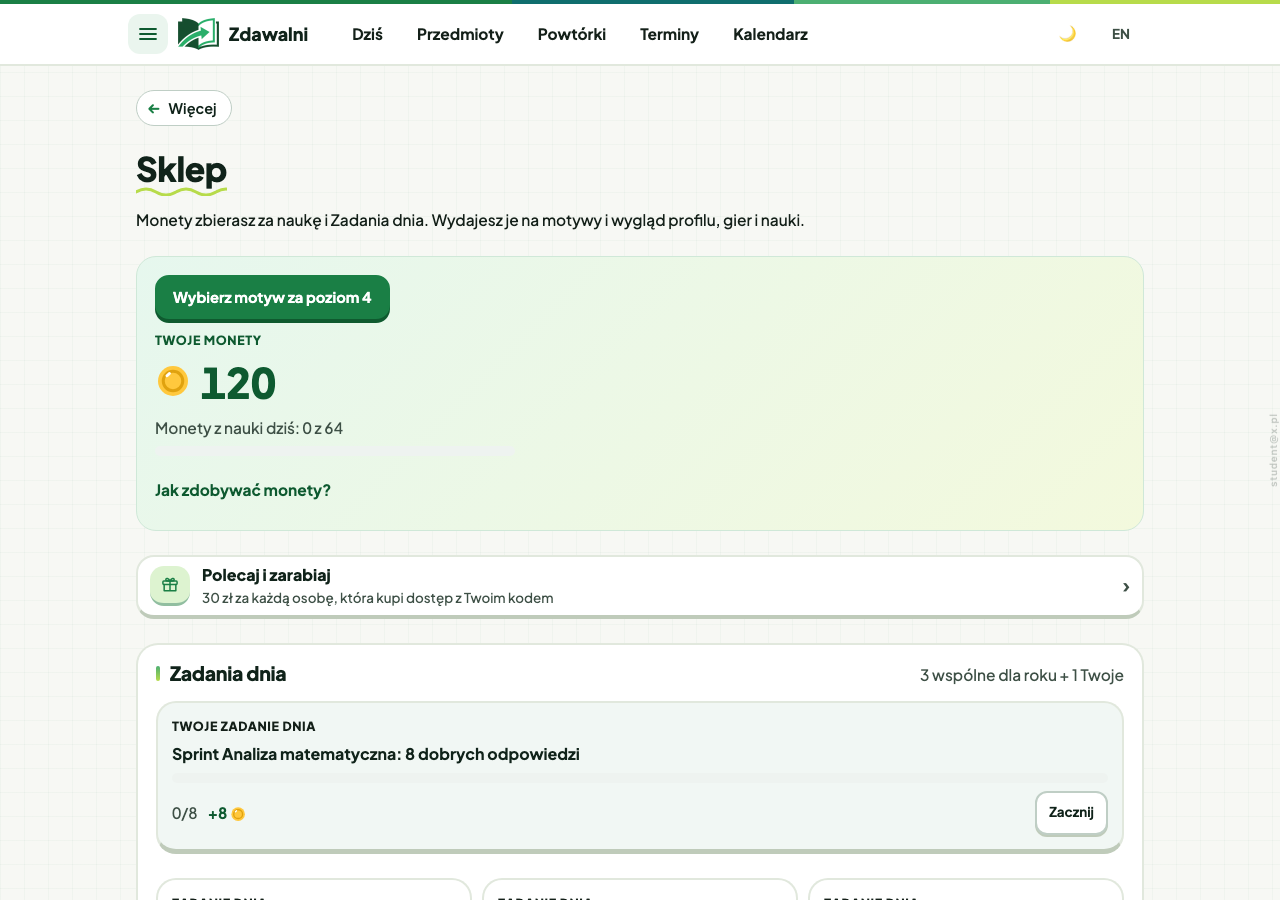 Zdawalni
Dziś
Przedmioty
Powtórki
Terminy
Kalendarz
EN
← Więcej
Sklep
Monety zbierasz za naukę i Zadania dnia. Wydajesz je na motywy i wygląd profilu, gier i nauki.
Wybierz motyw za poziom 4
TWOJE MONETY
120
Monety z nauki dziś: 0 z 64
Jak zdobywać monety?
student@x.pl
Polecaj i zarabiaj
30 zł za każdą osobę, która kupi dostęp z Twoim kodem
›
Zadania dnia
3 wspólne dla roku + 1 Twoje
TWOJE ZADANIE DNIA
Sprint Analiza matematyczna: 8 dobrych odpowiedzi
0/8 +8
Zacznij